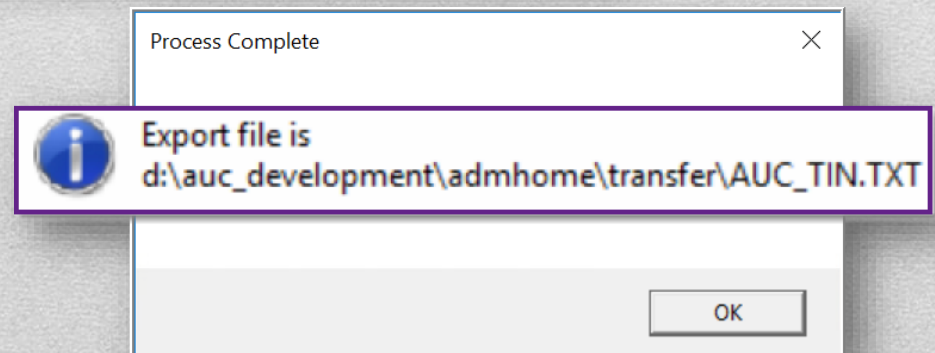 Process Complete
Export file is
d:\auc_development\admhome\transfer\AUC_TIN.TXT
OK